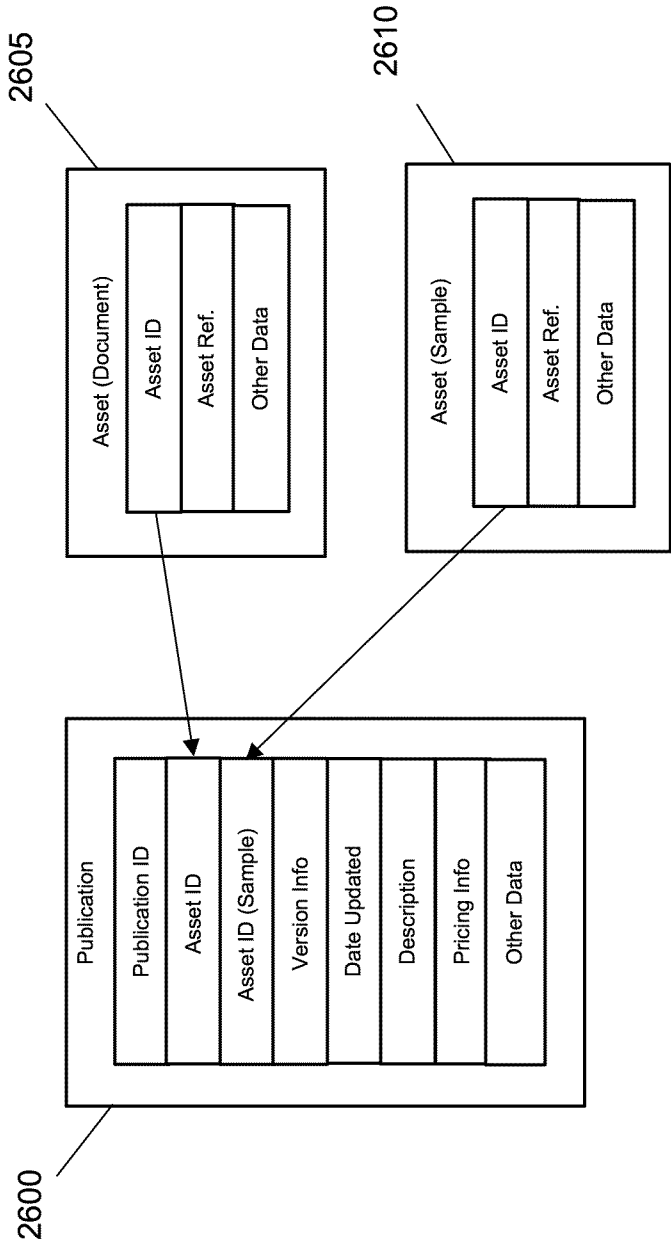 2600
Publication
Publication ID
Asset ID
Asset ID (Sample)
Version Info
Date Updated
Description
Pricing Info
Other Data
2605
Asset (Document)
Asset ID
Asset Ref.
Other Data
2610
Asset (Sample)
Asset ID
Asset Ref.
Other Data